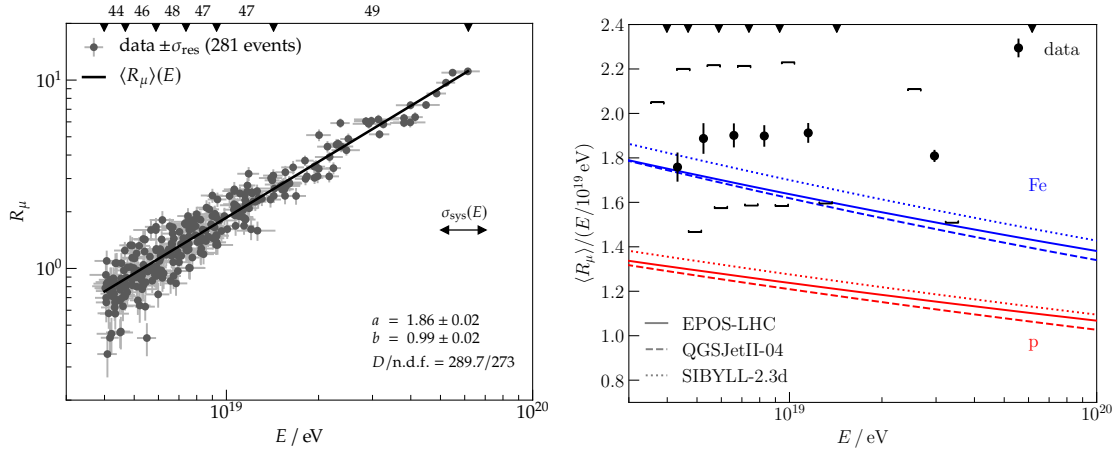 44 46 48 47 47 49
data ±σres (281 events)
⟨Rμ⟩(E)
10¹
Rμ
σsys(E)
10⁰
a = 1.86 ± 0.02
b = 0.99 ± 0.02
D/n.d.f. = 289.7/273
10¹⁹
10²⁰
E / eV
2.4
data
2.2
2.0
1.8
Fe
1.6
⟨Rμ⟩/(E/10¹⁹ eV)
1.4
1.2
EPOS-LHC
p
1.0
QGSJetII-04
SIBYLL-2.3d
0.8
10¹⁹
10²⁰
E / eV